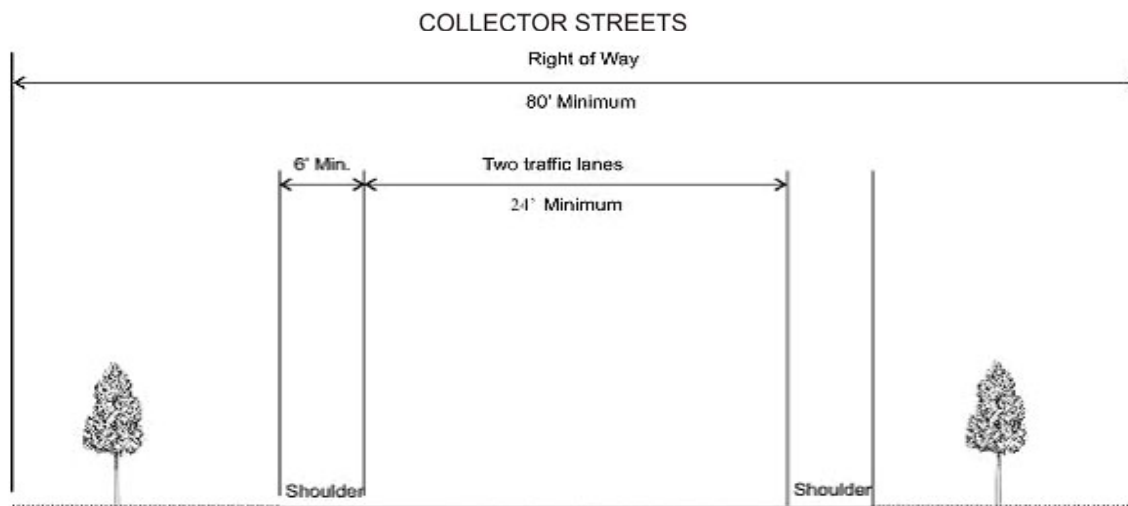 COLLECTOR STREETS
Right of Way
80' Minimum
6' Min.
Two traffic lanes
24' Minimum
Shoulder
Shoulder